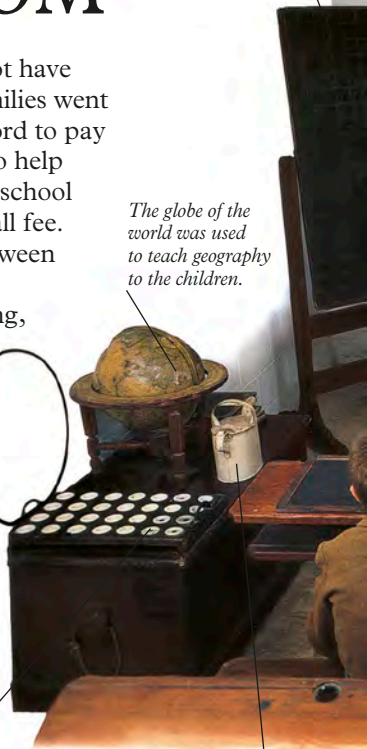 OM
ot have
ilies went
ord to pay
o help
school
all fee.
ween
ng,
The globe of the
world was used
to teach geography
to the children.